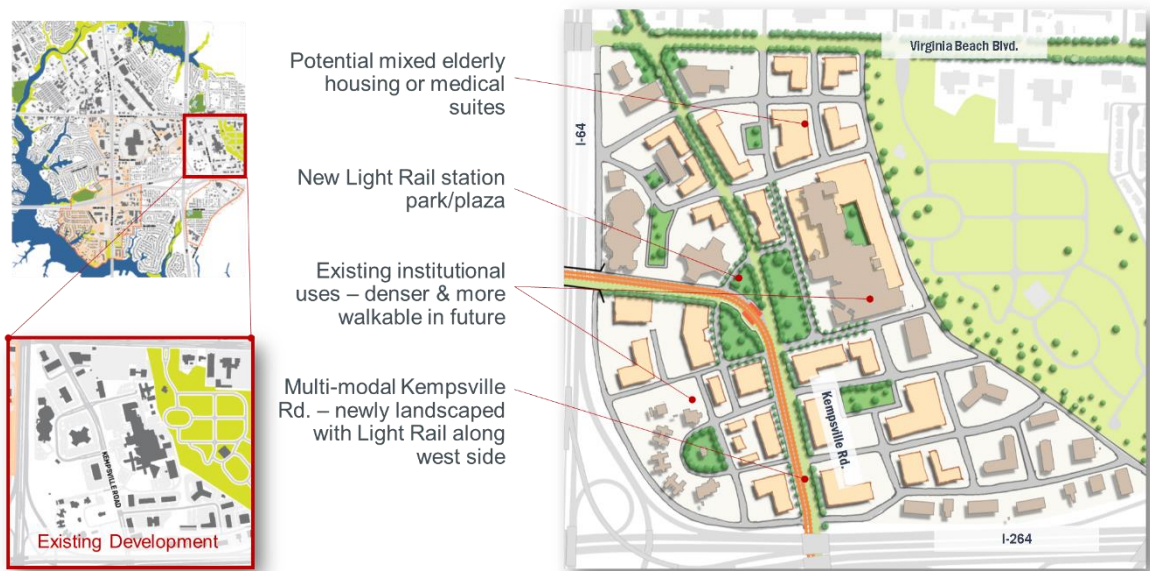 Potential mixed elderly
housing or medical
suites
New Light Rail station
park/plaza
Existing institutional
uses – denser & more
walkable in future
Multi-modal Kempsville
Rd. – newly landscaped
with Light Rail along
west side
KEMPSVILLE ROAD
Existing Development
Virginia Beach Blvd.
I-64
Kempsville Rd.
I-264